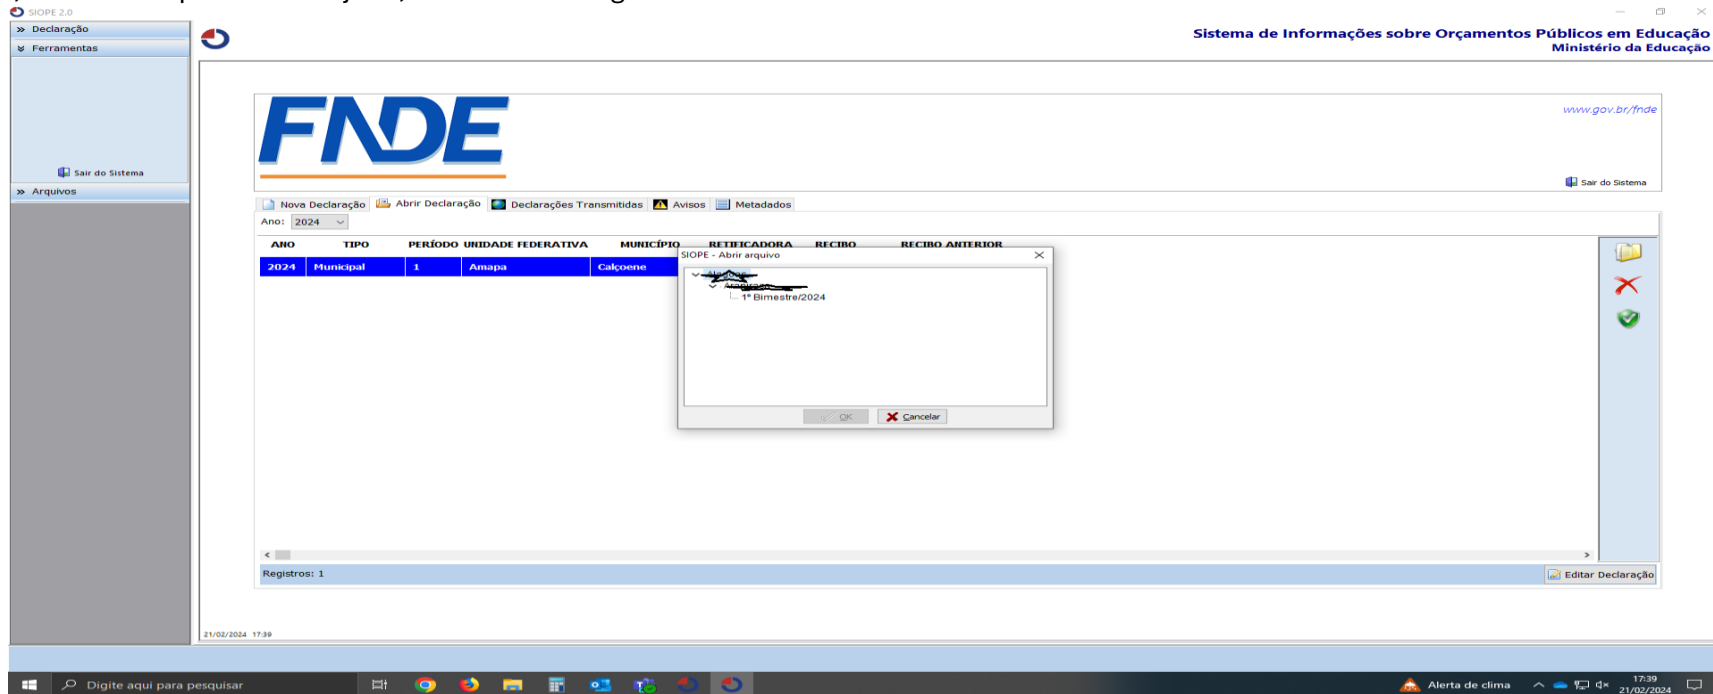 SIOPE 2.0
Declaração
Ferramentas
Sair do Sistema
Arquivos
Sistema de Informações sobre Orçamentos Públicos em Educação
Ministério da Educação
FNDE
www.gov.br/fnde
Sair do Sistema
Nova Declaração Abrir Declaração Declarações Transmitidas Avisos Metadados
Ano: 2024
ANO TIPO PERÍODO UNIDADE FEDERATIVA MUNICÍPIO RETIFICADORA RECIBO RECIBO ANTERIOR
2024 Municipal 1 Amapa Calçoene
SIOPE - Abrir arquivo
1º Bimestre/2024
OK Cancelar
Registros: 1
Editar Declaração
21/02/2024 17:39
Digite aqui para pesquisar
Alerta de clima
17:39
21/02/2024